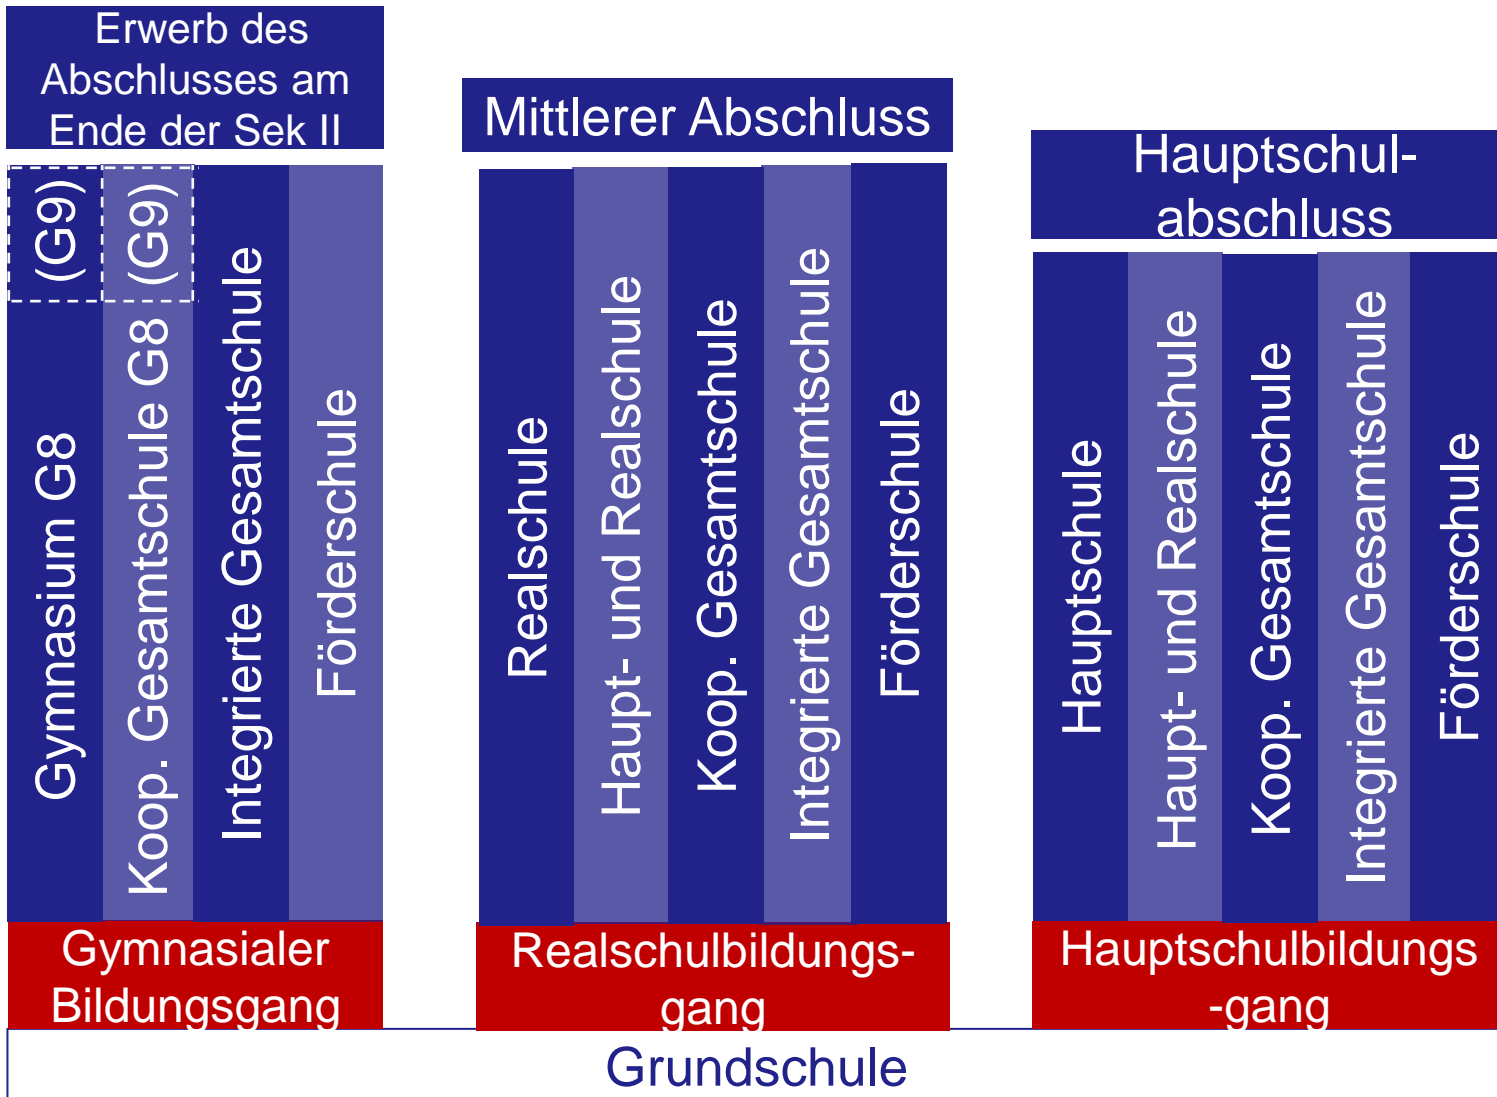 Erwerb des
Abschlusses am
Ende der Sek II
(G9)
Gymnasium G8
(G9)
Koop. Gesamtschule G8
Integrierte Gesamtschule
Förderschule
Gymnasialer
Bildungsgang
Mittlerer Abschluss
Realschule
Haupt- und Realschule
Koop. Gesamtschule
Integrierte Gesamtschule
Förderschule
Realschulbildungs-
gang
Hauptschul-
abschluss
Hauptschule
Haupt- und Realschule
Koop. Gesamtschule
Integrierte Gesamtschule
Förderschule
Hauptschulbildungs
-gang
Grundschule